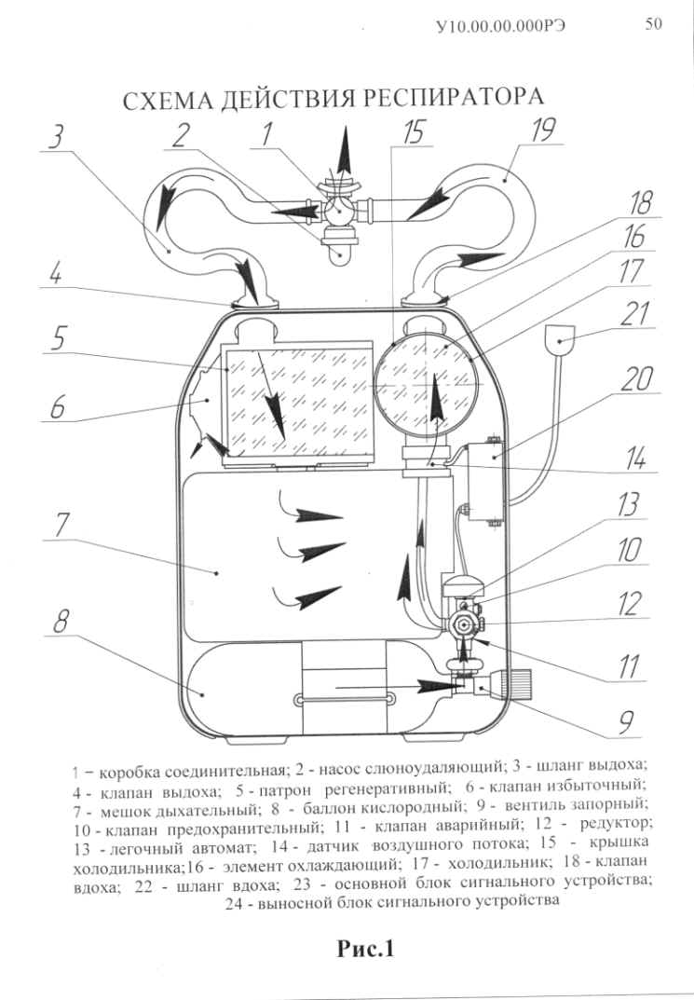 У10.00.00.000РЭ 50
СХЕМА ДЕЙСТВИЯ РЕСПИРАТОРА
3 2 1 15 19
18
16
4 17
5 21
6 20
14
7 13
10
8 12
11
9
1 – коробка соединительная; 2 - насос слюноудаляющий; 3 - шланг выдоха;
4 - клапан выдоха; 5 - патрон регенеративный; 6 - клапан избыточный;
7 - мешок дыхательный; 8 - баллон кислородный; 9 - вентиль запорный;
10 - клапан предохранительный; 11 - клапан аварийный; 12 - редуктор;
13 - легочный автомат; 14 - датчик воздушного потока; 15 - крышка
холодильника;16 - элемент охлаждающий; 17 - холодильник; 18 - клапан
вдоха; 22 - шланг вдоха; 23 - основной блок сигнального устройства;
24 - выносной блок сигнального устройства
Рис.1